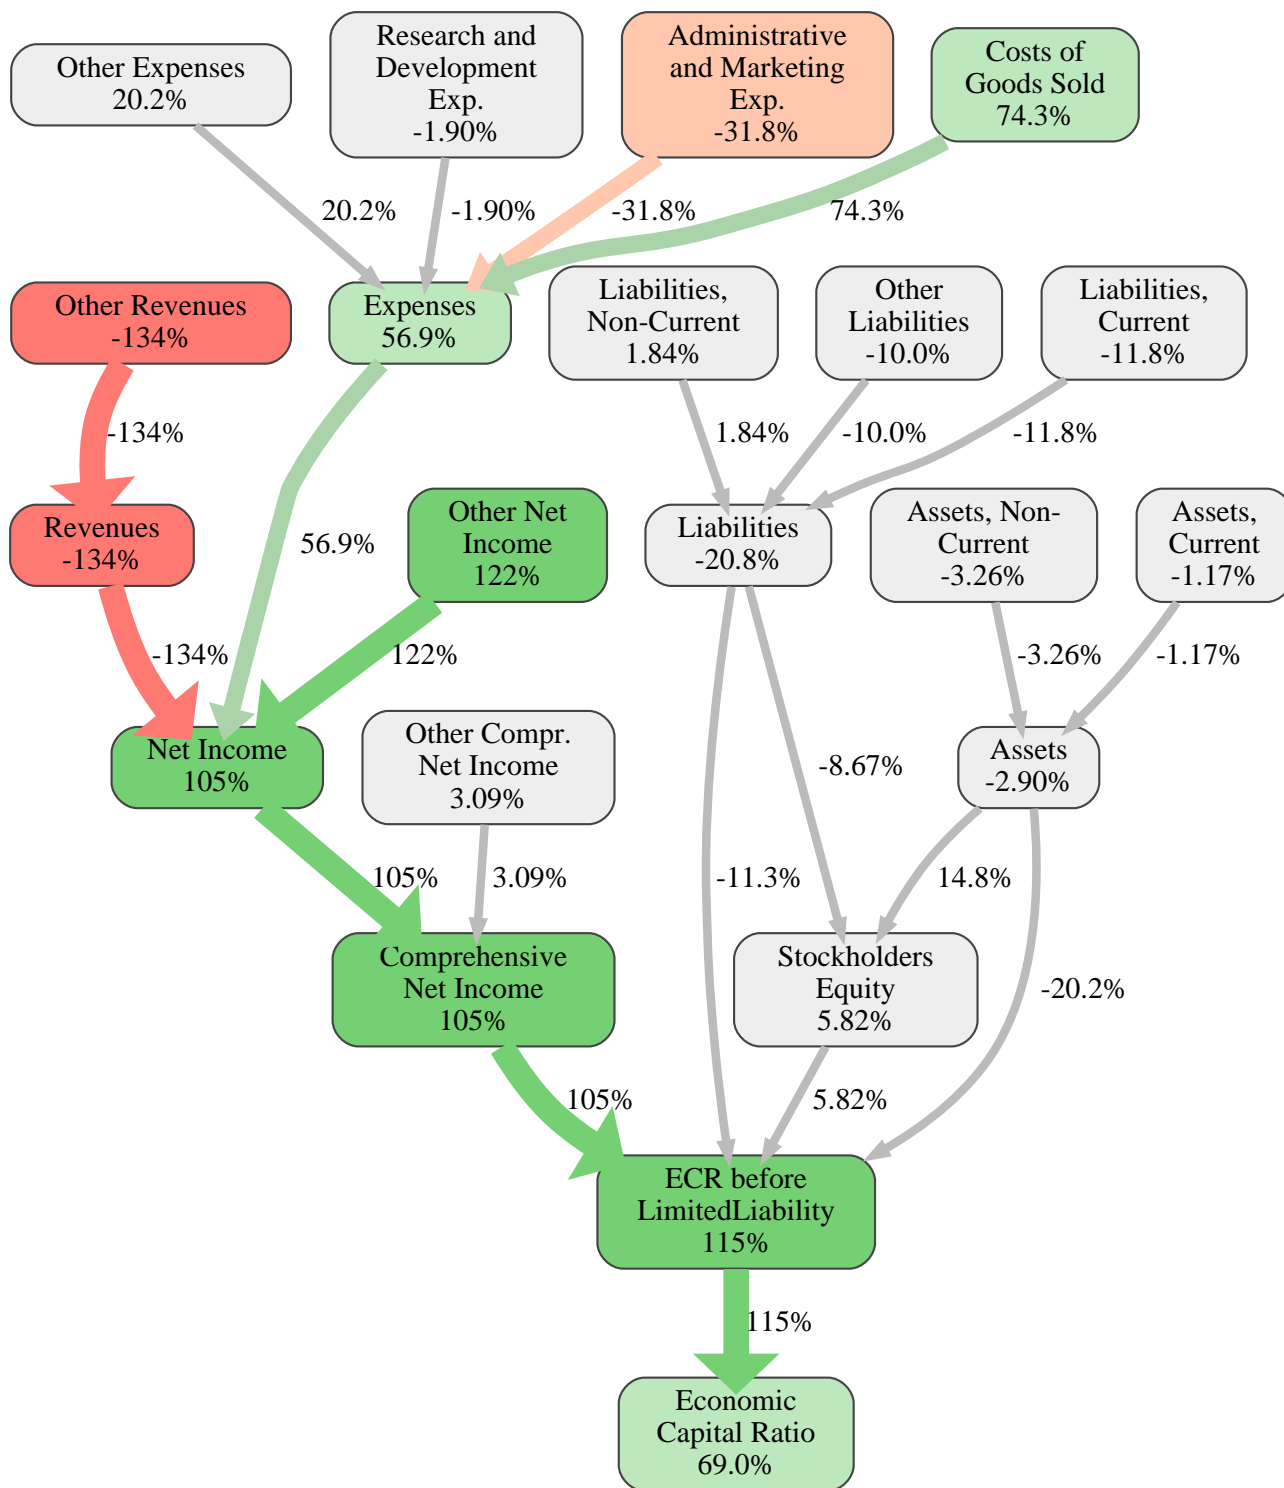 Other Expenses
20.2%
Research and
Development
Exp.
-1.90%
Administrative
and Marketing
Exp.
-31.8%
Costs of
Goods Sold
74.3%
20.2%
-1.90%
-31.8%
74.3%
Other Revenues
-134%
Expenses
56.9%
Liabilities,
Non-Current
1.84%
Other
Liabilities
-10.0%
Liabilities,
Current
-11.8%
-134%
1.84%
-10.0%
-11.8%
Revenues
-134%
56.9%
Other Net
Income
122%
Liabilities
-20.8%
Assets, Non-
Current
-3.26%
Assets,
Current
-1.17%
-134%
122%
-3.26%
-1.17%
Net Income
105%
Other Compr.
Net Income
3.09%
-8.67%
Assets
-2.90%
105%
3.09%
-11.3%
14.8%
Comprehensive
Net Income
105%
Stockholders
Equity
5.82%
-20.2%
105%
5.82%
ECR before
LimitedLiability
115%
115%
Economic
Capital Ratio
69.0%